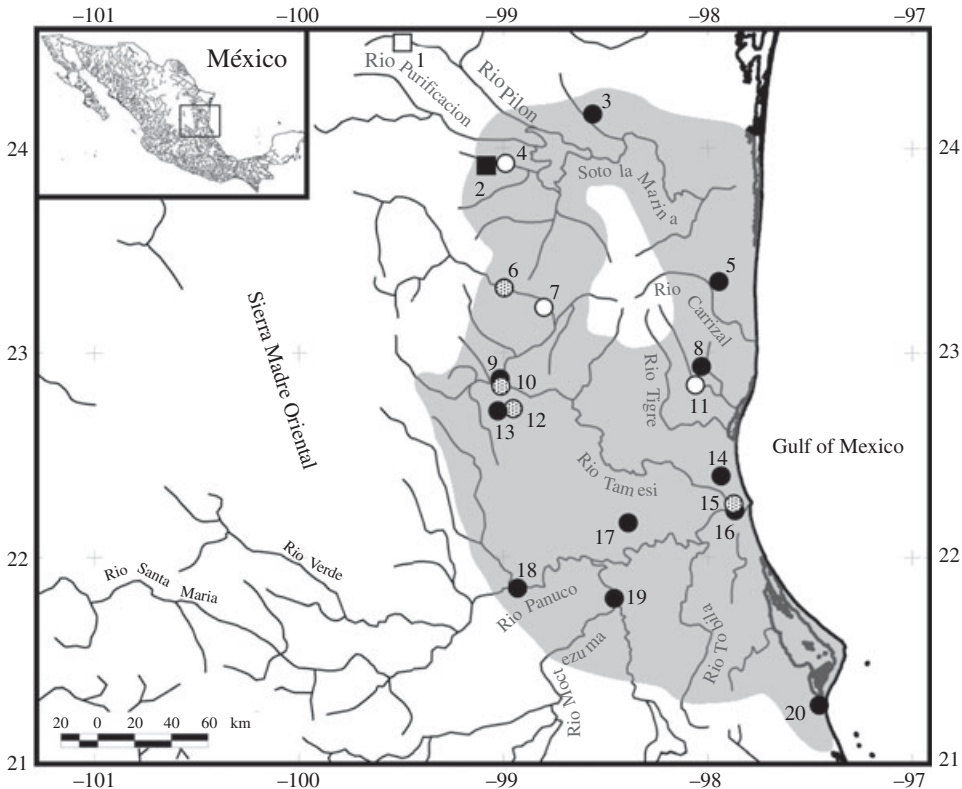 –101 –100 –99 –98 –97
México
1
Rio Purificacion
Rio Pilon
3
24 24
4
2
Soto la Marina
5
6
7
Rio Carrizal
23 23
8
9
10
Rio Tigre
11
12
13
Sierra Madre Oriental
Gulf of Mexico
14
Rio Tam esi
15
16
17
22 22
Rio Verde
18
Rio Santa Maria
Rio Panuco
19
Rio Moct ezu ma
Rio To bila
20
20 0 20 40 60 km
21 21
–101 –100 –99 –98 –97